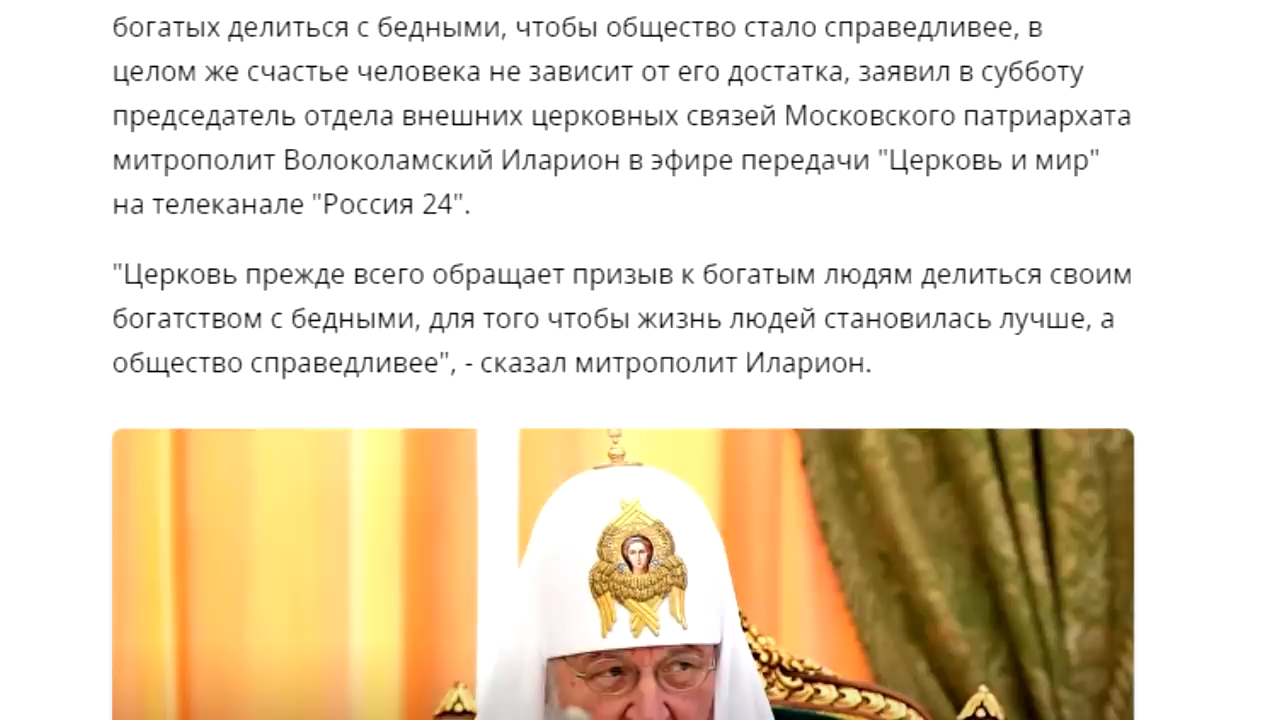 богатых делиться с бедными, чтобы общество стало справедливее, в
целом же счастье человека не зависит от его достатка, заявил в субботу
председатель отдела внешних церковных связей Московского патриархата
митрополит Волоколамский Иларион в эфире передачи "Церковь и мир"
на телеканале "Россия 24".
"Церковь прежде всего обращает призыв к богатым людям делиться своим
богатством с бедными, для того чтобы жизнь людей становилась лучше, а
общество справедливее", - сказал митрополит Иларион.